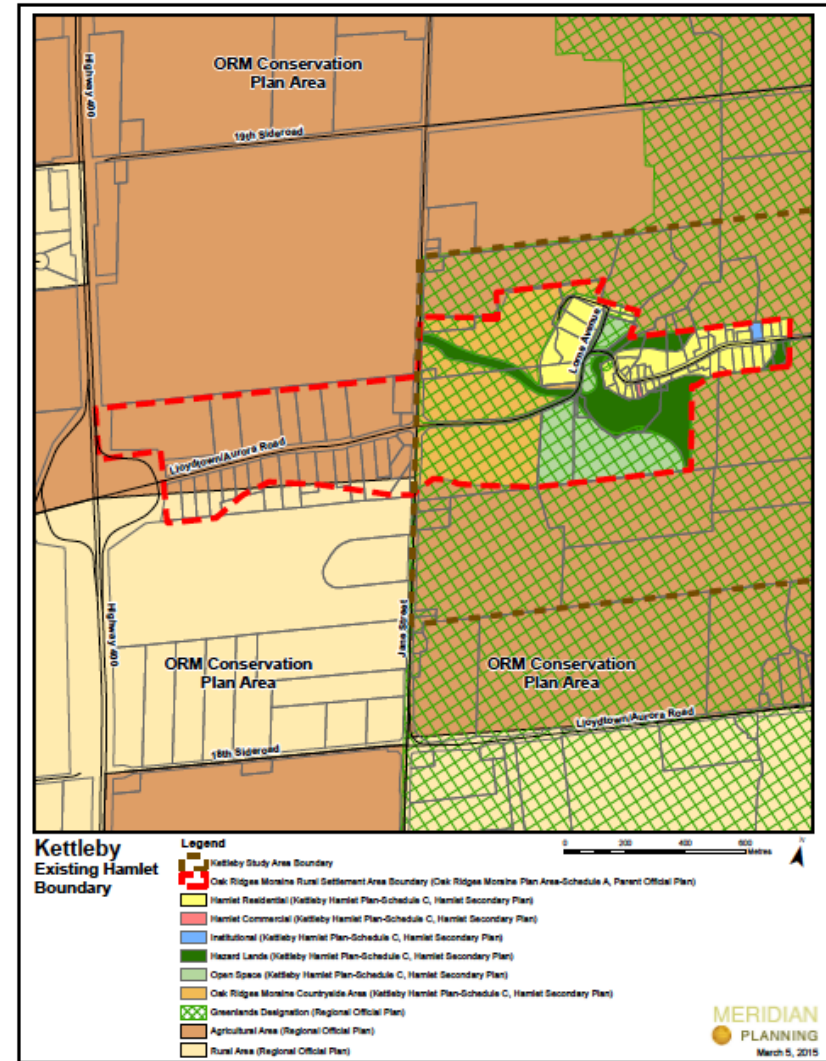 ORM Conservation
Plan Area
Highway 400
19th Sideroad
Lorne Avenue
Lloydtown/Aurora Road
Jane Street
Highway 400
ORM Conservation
Plan Area
ORM Conservation
Plan Area
Lloydtown/Aurora Road
18th Sideroad
Kettleby
Existing Hamlet
Boundary
Legend
Kettleby Study Area Boundary
Oak Ridges Moraine Rural Settlement Area Boundary (Oak Ridges Moraine Plan Area-Schedule A, Parent Official Plan)
Hamlet Residential (Kettleby Hamlet Plan-Schedule C, Hamlet Secondary Plan)
Hamlet Commercial (Kettleby Hamlet Plan-Schedule C, Hamlet Secondary Plan)
Institutional (Kettleby Hamlet Plan-Schedule C, Hamlet Secondary Plan)
Hazard Lands (Kettleby Hamlet Plan-Schedule C, Hamlet Secondary Plan)
Open Space (Kettleby Hamlet Plan-Schedule C, Hamlet Secondary Plan)
Oak Ridges Moraine Countryside Area (Kettleby Hamlet Plan-Schedule C, Hamlet Secondary Plan)
Greenlands Designation (Regional Official Plan)
Agricultural Area (Regional Official Plan)
Rural Area (Regional Official Plan)
0 200 400 600
Metres
N
MERIDIAN
PLANNING
March 5, 2015